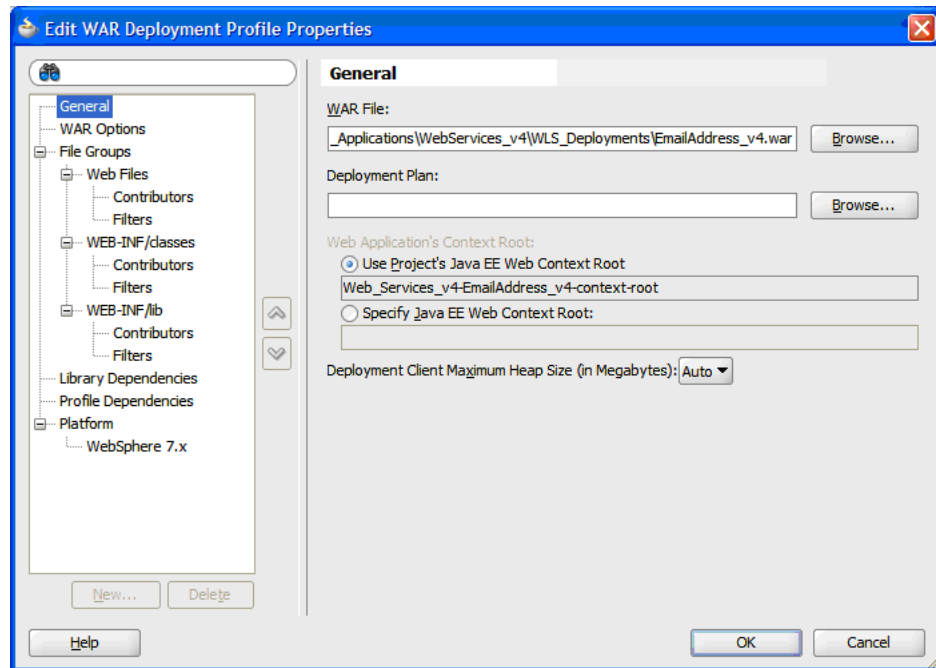 Edit WAR Deployment Profile Properties
General
WAR Options
File Groups
Web Files
Contributors
Filters
WEB-INF/classes
Contributors
Filters
WEB-INF/lib
Contributors
Filters
Library Dependencies
Profile Dependencies
Platform
WebSphere 7.x
New...
Delete
General
WAR File:
_Applications\WebServices_v4\WLS_Deployments\EmailAddress_v4.war
Browse...
Deployment Plan:
Browse...
Web Application's Context Root:
Use Project's Java EE Web Context Root
Web_Services_v4-EmailAddress_v4-context-root
Specify Java EE Web Context Root:
Deployment Client Maximum Heap Size (in Megabytes): Auto
Help
OK
Cancel